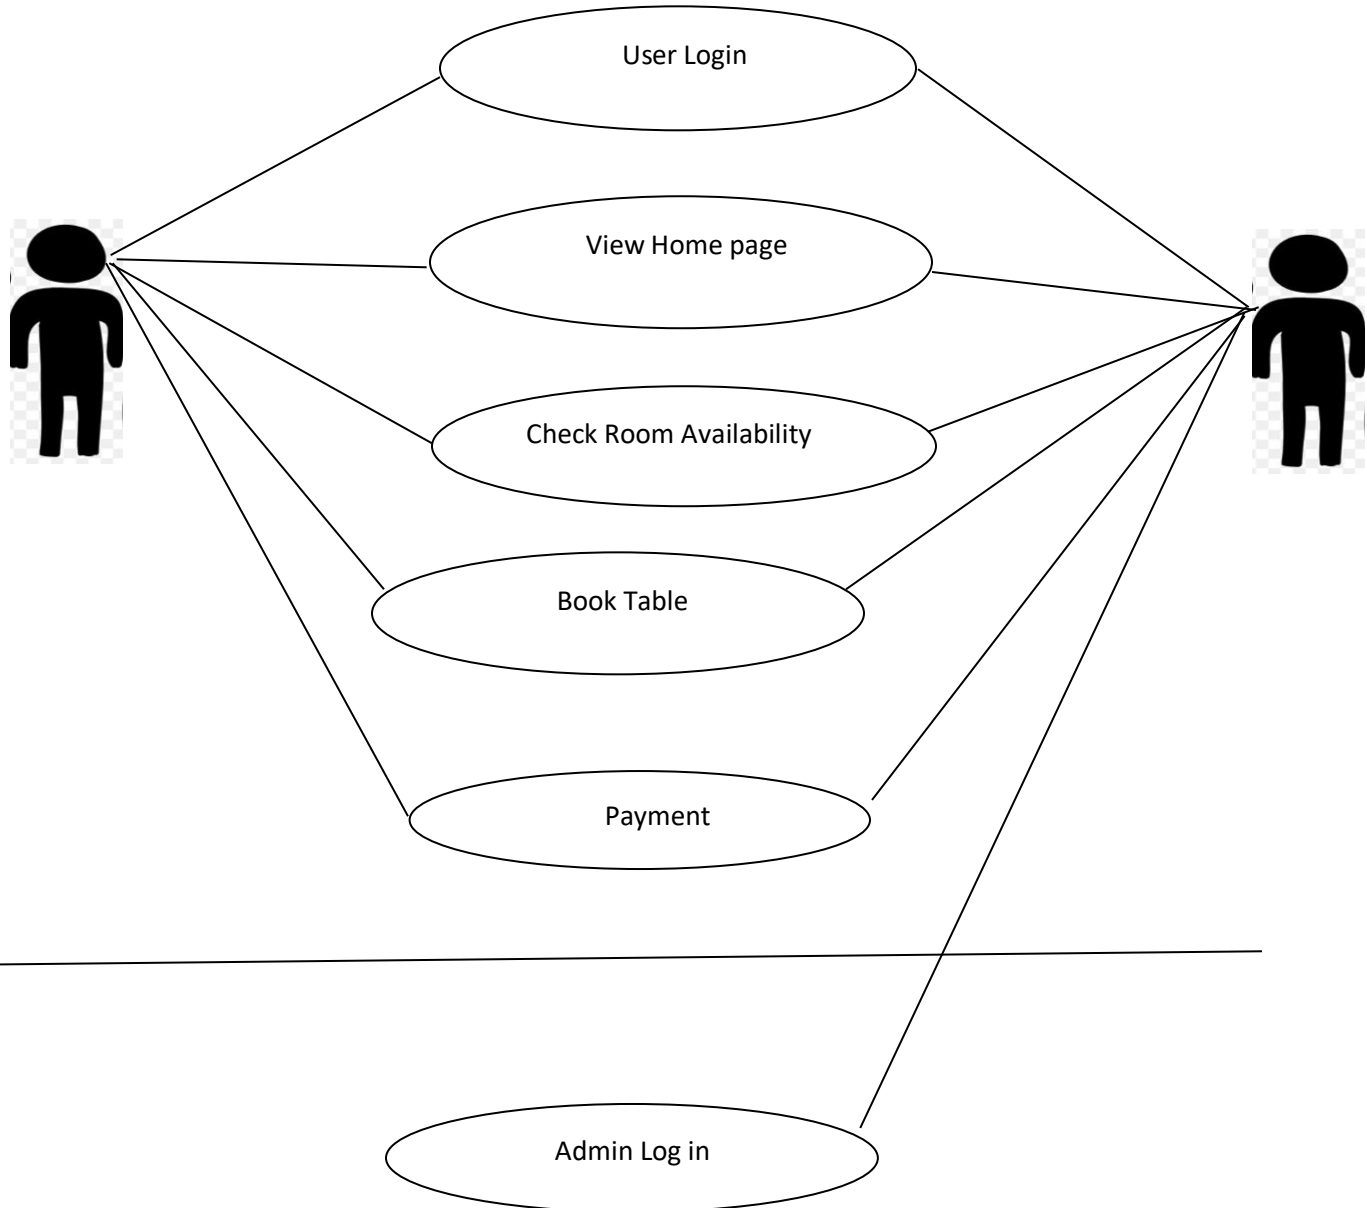 User Login
View Home page
Check Room Availability
Book Table
Payment
Admin Log in